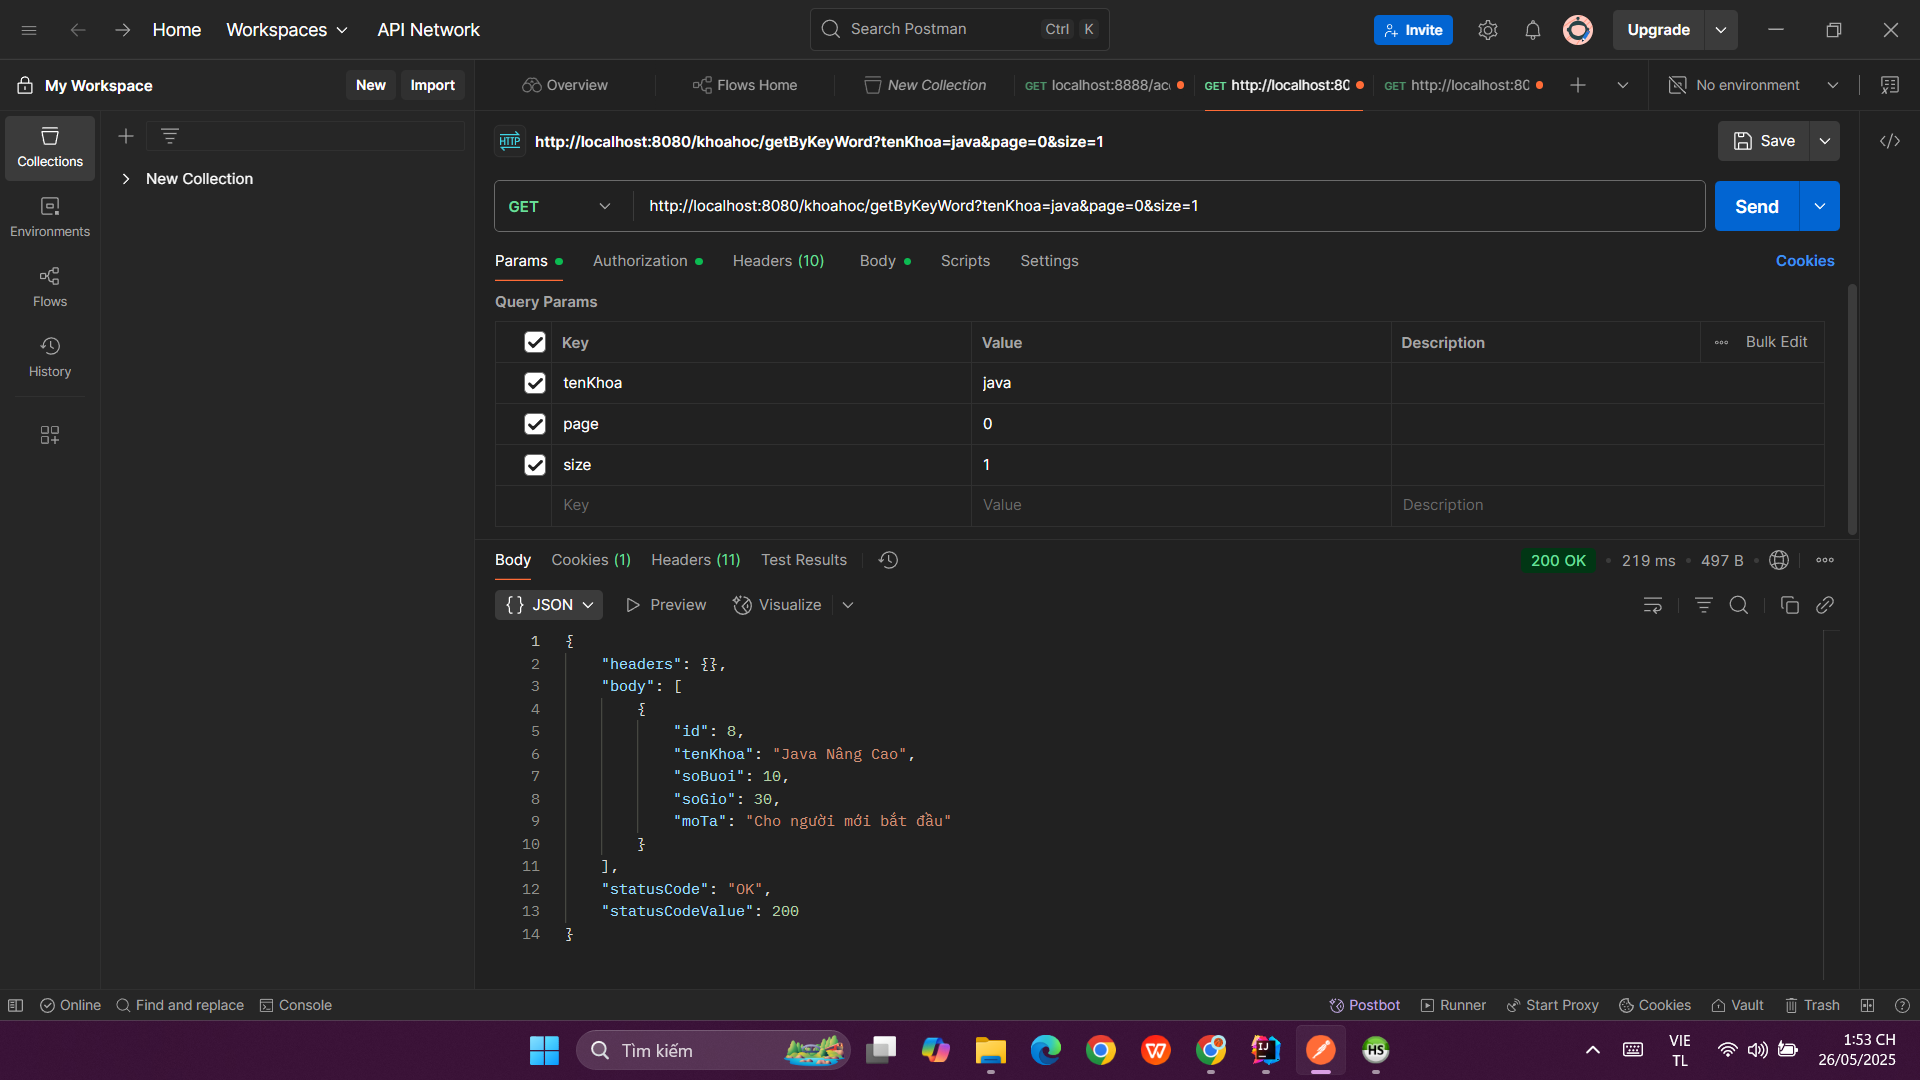 Home
Workspaces
API Network
Search Postman
Ctrl K
Invite
Upgrade
My Workspace
New
Import
Overview
Flows Home
New Collection
GET localhost:8888/acc
GET http://localhost:80
GET http://localhost:80
No environment
Collections
Environments
Flows
History
New Collection
HTTP
http://localhost:8080/khoahoc/getByKeyWord?tenKhoa=java&page=0&size=1
Save
GET
http://localhost:8080/khoahoc/getByKeyWord?tenKhoa=java&page=0&size=1
Send
Params
Authorization
Headers (10)
Body
Scripts
Settings
Cookies
Query Params
Key Value Description Bulk Edit
tenKhoa java
page 0
size 1
Key Value Description
Body
Cookies (1)
Headers (11)
Test Results
200 OK
219 ms
497 B
{} JSON
Preview
Visualize
1 {
2 "headers": {},
3 "body": [
4 {
5 "id": 8,
6 "tenKhoa": "Java Nâng Cao",
7 "soBuoi": 10,
8 "soGio": 30,
9 "moTa": "Cho người mới bắt đầu"
10 }
11 ],
12 "statusCode": "OK",
13 "statusCodeValue": 200
14 }
Online
Find and replace
Console
Postbot
Runner
Start Proxy
Cookies
Vault
Trash
Tìm kiếm
IJ
HS
VIE
TL
1:53 CH
26/05/2025